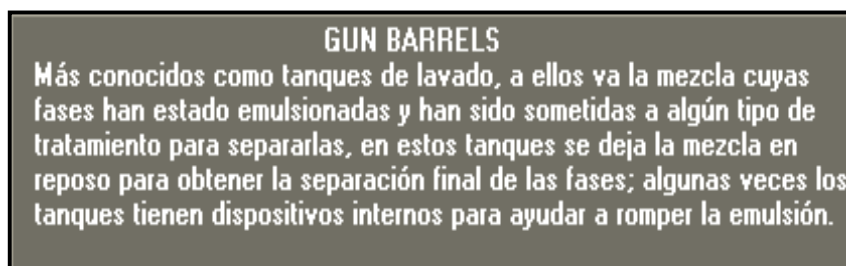 GUN BARRELS
Más conocidos como tanques de lavado, a ellos va la mezcla cuyas
fases han estado emulsionadas y han sido sometidas a algún tipo de
tratamiento para separarlas, en estos tanques se deja la mezcla en
reposo para obtener la separación final de las fases; algunas veces los
tanques tienen dispositivos internos para ayudar a romper la emulsión.